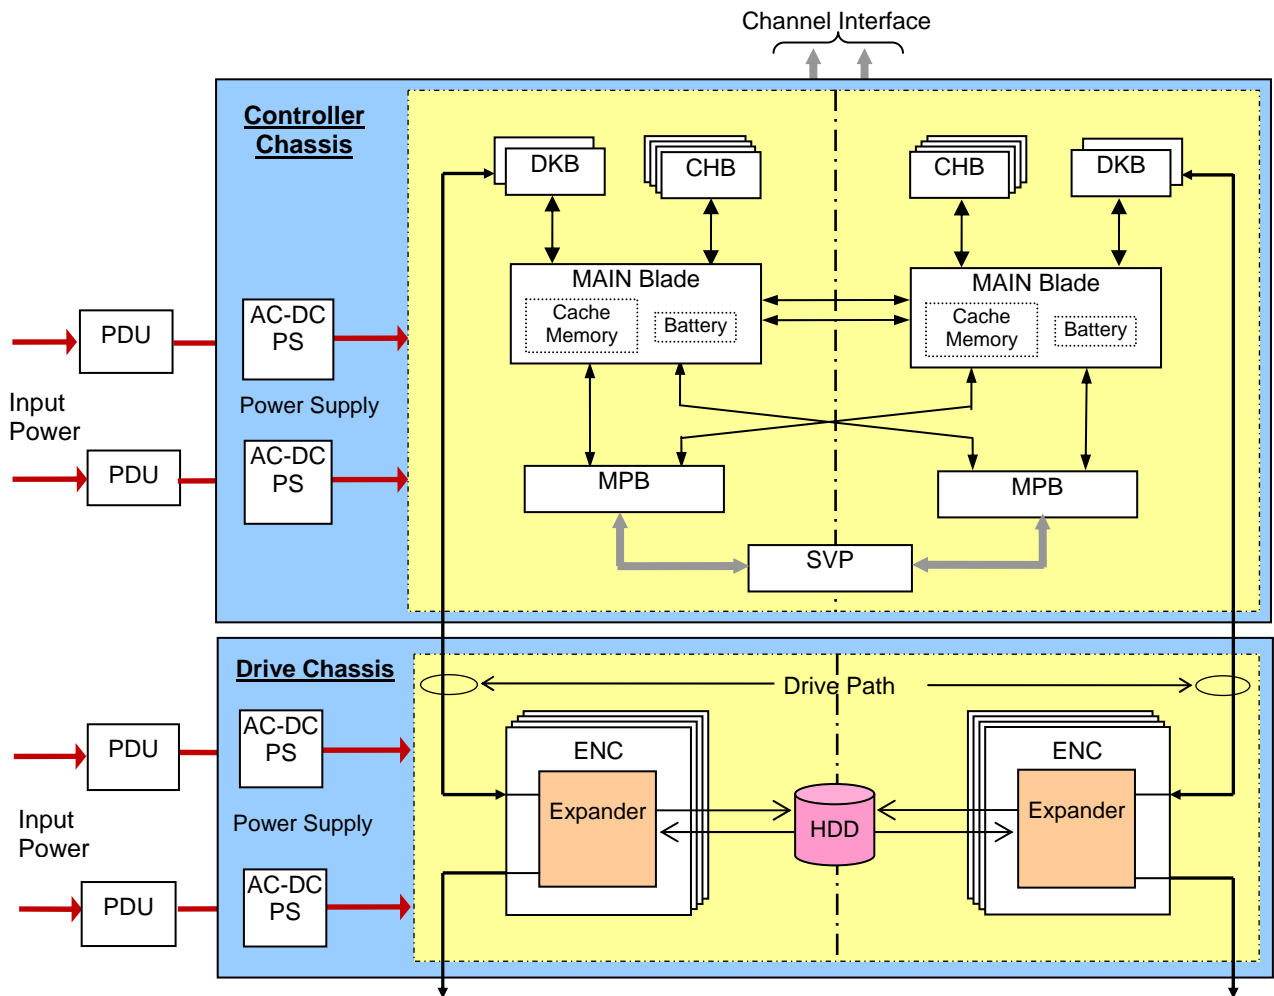 Channel Interface
Controller
Chassis
DKB
CHB
CHB
DKB
MAIN Blade
Cache
Memory
Battery
MAIN Blade
Cache
Memory
Battery
PDU
AC-DC
PS
Input
Power
Power Supply
PDU
AC-DC
PS
MPB
MPB
SVP
Drive Chassis
Drive Path
PDU
AC-DC
PS
ENC
Expander
HDD
ENC
Expander
Input
Power
Power Supply
PDU
AC-DC
PS